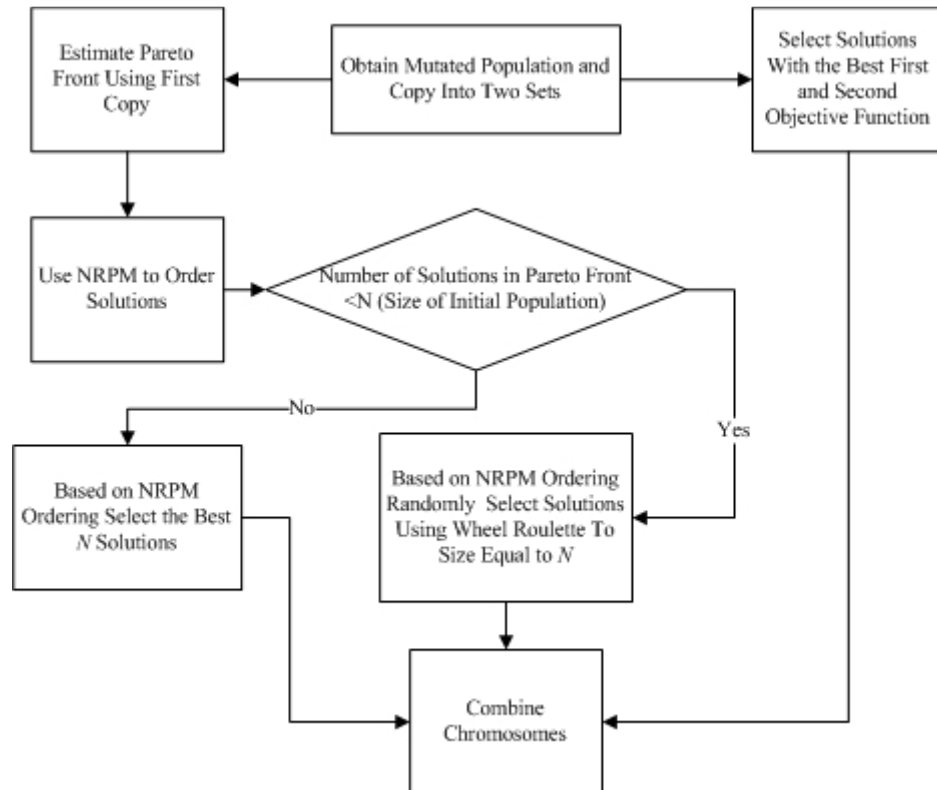 Estimate Pareto
Front Using First
Copy
Obtain Mutated Population and
Copy Into Two Sets
Select Solutions
With the Best First
and Second
Objective Function
Use NRPM to Order
Solutions
Number of Solutions in Pareto Front
<N (Size of Initial Population)
No
Yes
Based on NRPM
Ordering Select the Best
N Solutions
Based on NRPM Ordering
Randomly Select Solutions
Using Wheel Roulette To
Size Equal to N
Combine
Chromosomes